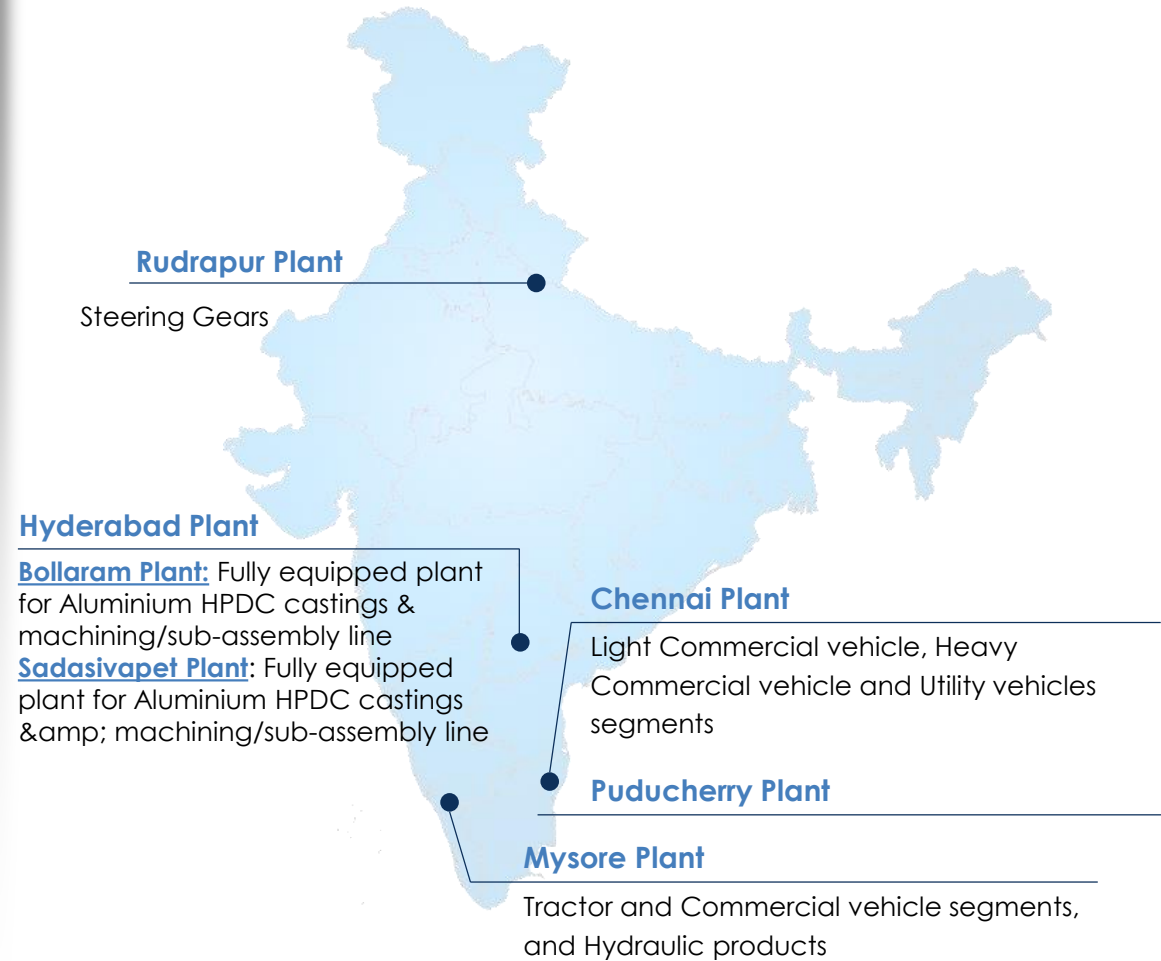 Rudrapur Plant
Steering Gears
Hyderabad Plant
Bollaram Plant: Fully equipped plant
for Aluminium HPDC castings &
machining/sub-assembly line
Sadasivapet Plant: Fully equipped
plant for Aluminium HPDC castings
&amp; machining/sub-assembly line
Chennai Plant
Light Commercial vehicle, Heavy
Commercial vehicle and Utility vehicles
segments
Puducherry Plant
Mysore Plant
Tractor and Commercial vehicle segments,
and Hydraulic products